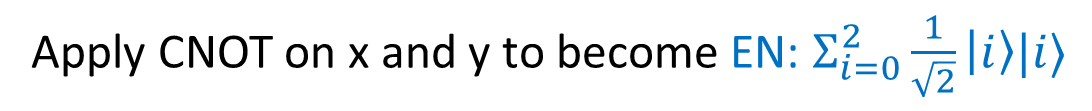 Apply CNOT on x and y to become EN: Σ²ᵢ₌₀ 1/√2 |i⟩|i⟩